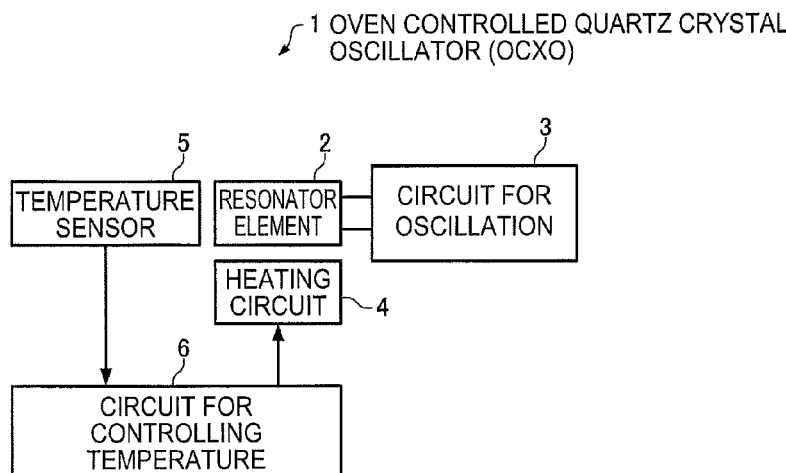 1 OVEN CONTROLLED QUARTZ CRYSTAL
OSCILLATOR (OCXO)
5
TEMPERATURE
SENSOR
2
RESONATOR
ELEMENT
3
CIRCUIT FOR
OSCILLATION
HEATING
CIRCUIT
4
6
CIRCUIT FOR
CONTROLLING
TEMPERATURE